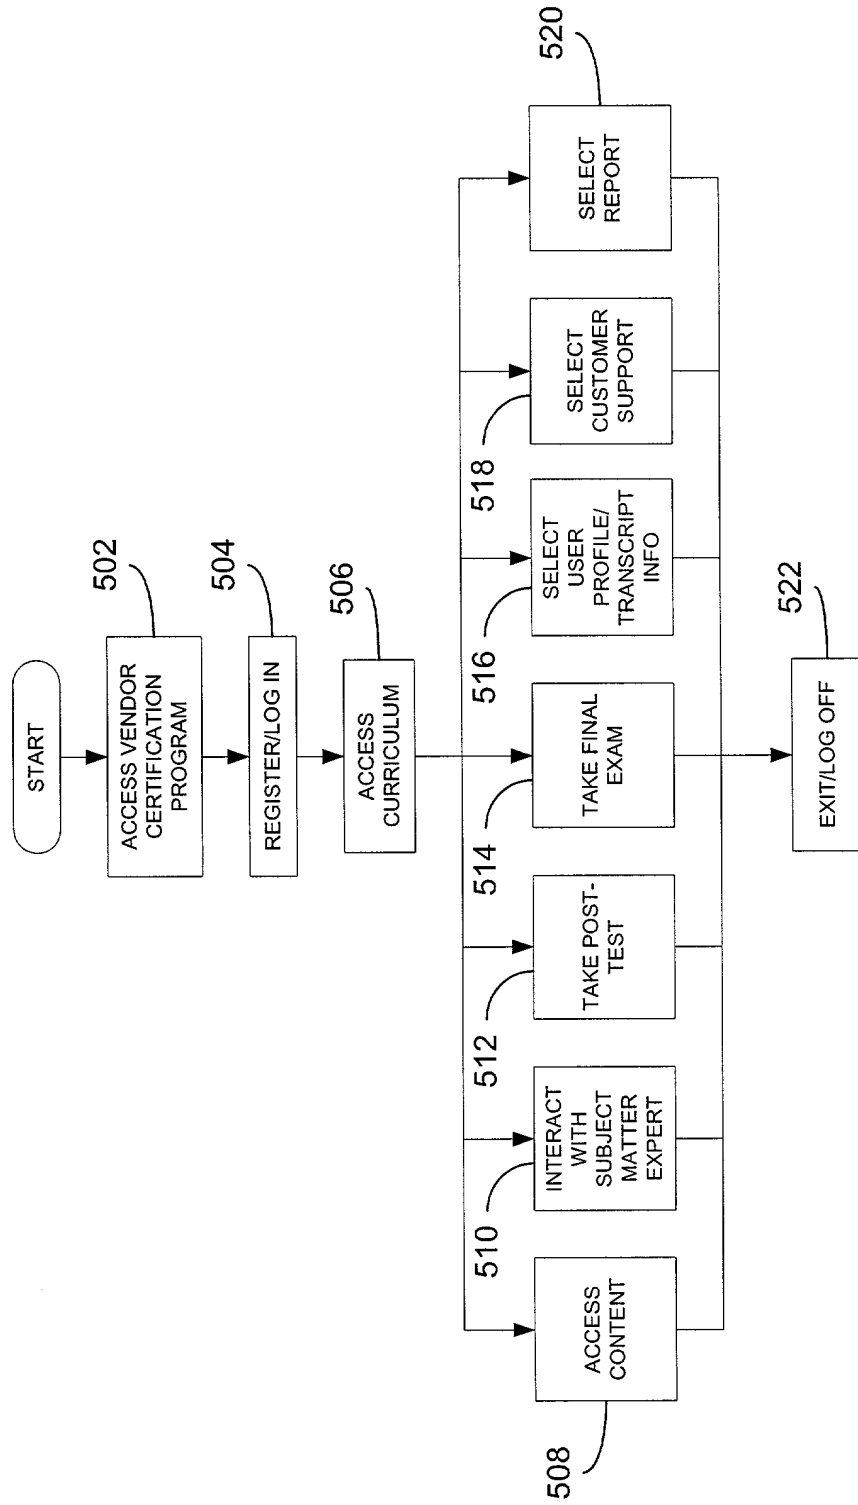 START
ACCESS VENDOR
CERTIFICATION
PROGRAM
502
REGISTER/LOG IN
504
ACCESS
CURRICULUM
506
ACCESS
CONTENT
508
INTERACT
WITH
SUBJECT
MATTER
EXPERT
510
TAKE POST-
TEST
512
TAKE FINAL
EXAM
514
SELECT
USER
PROFILE/
TRANSCRIPT
INFO
516
SELECT
CUSTOMER
SUPPORT
518
SELECT
REPORT
520
EXIT/LOG OFF
522